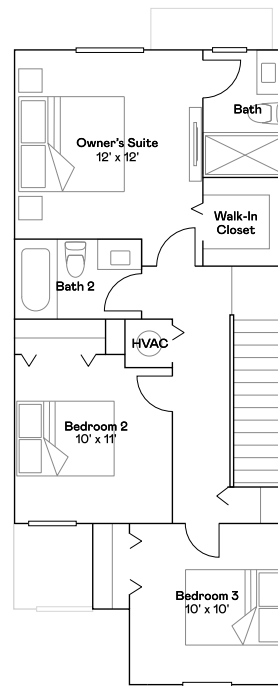 Bath
Owner's Suite
12' x 12'
Walk-In
Closet
Bath 2
HVAC
Bedroom 2
10' x 11'
Bedroom 3
10' x 10'